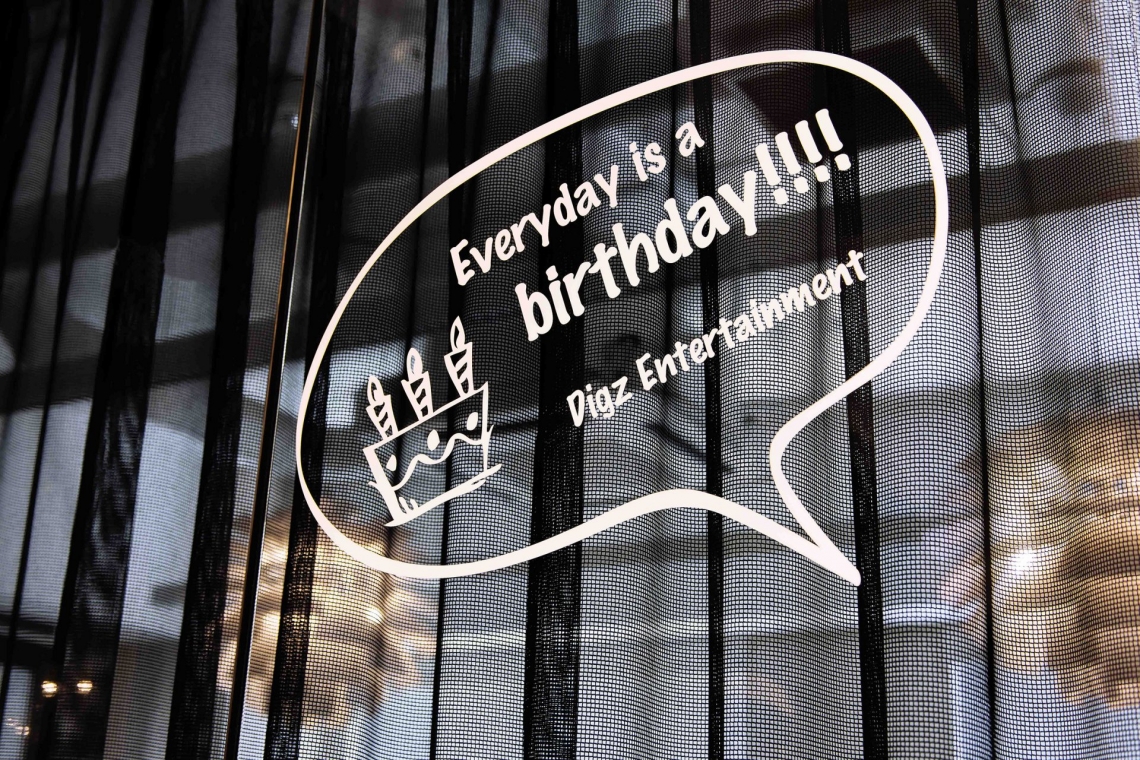 Everyday is a
birthday!!!!
Digz Entertainment